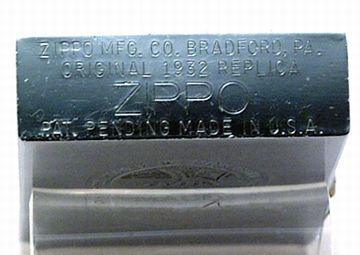 ZIPPO MFG. CO. BRADFORD, PA.
ORIGINAL 1932 REPLICA
ZIPPO
PAT. PENDING MADE IN U.S.A.